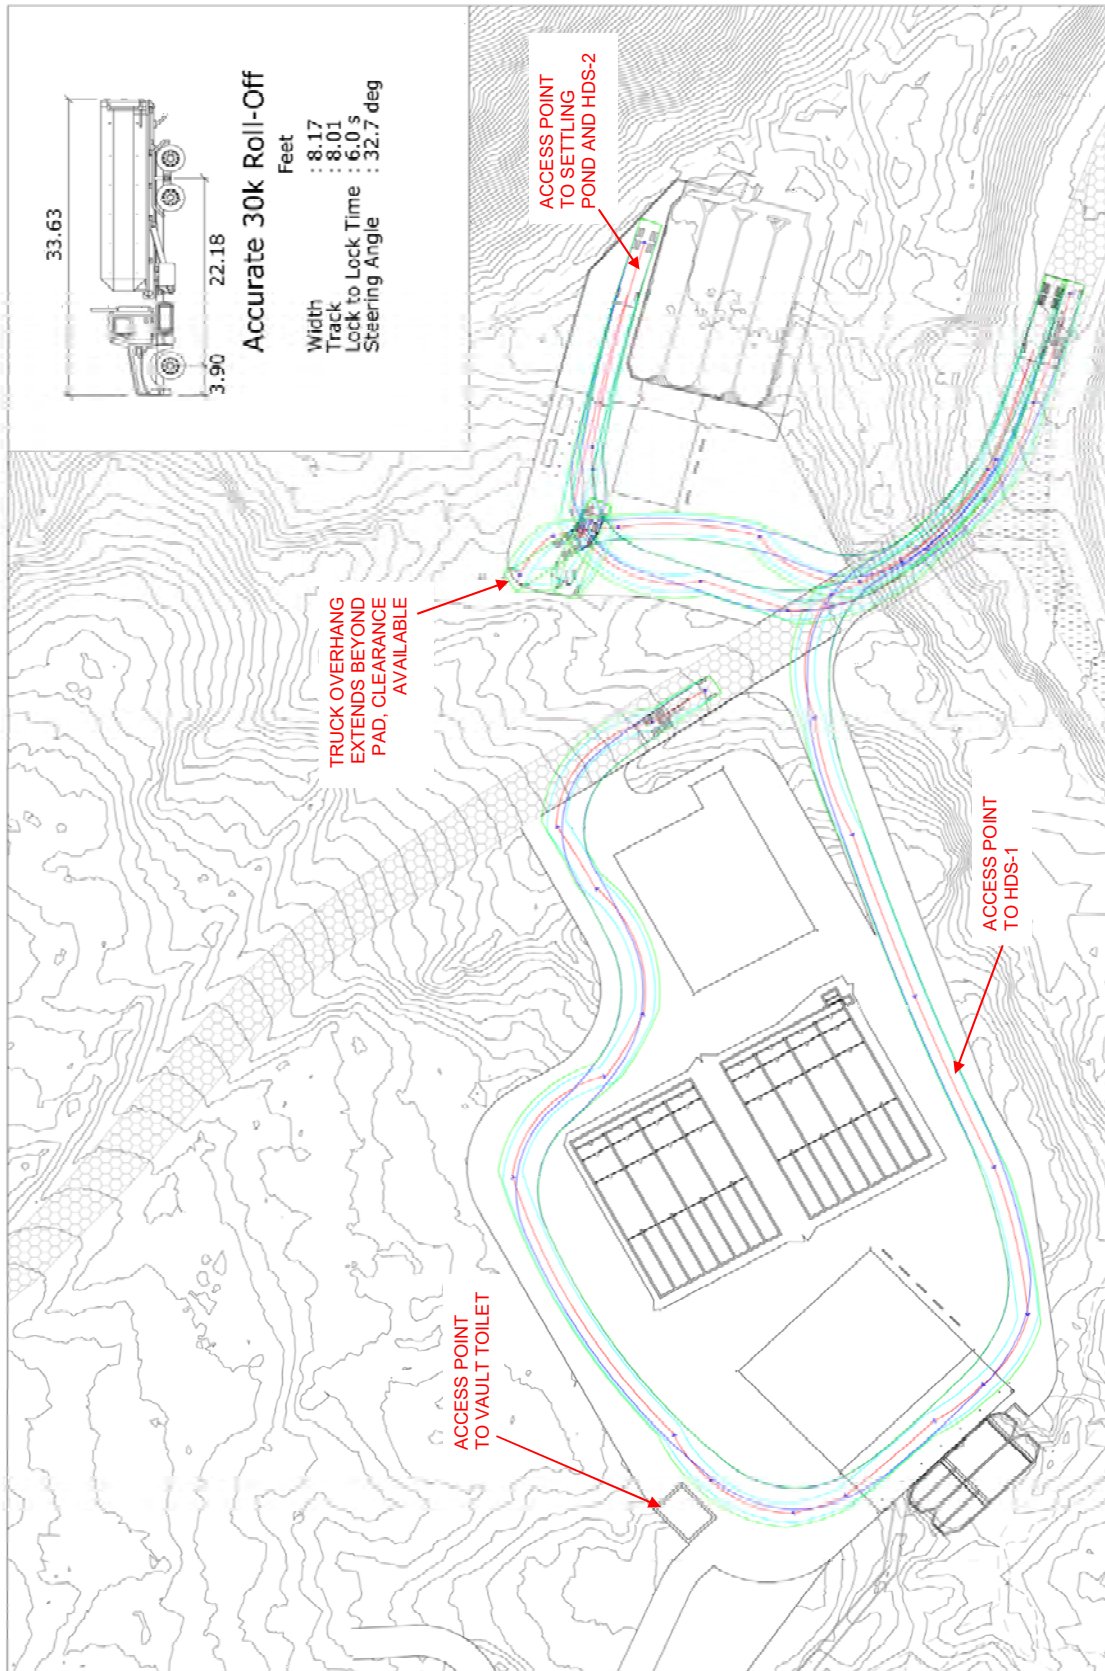 33.63
3.90
22.18
Accurate 30k Roll-Off
Feet
Width : 8.17
Track : 8.01
Lock to Lock Time : 6.0 s
Steering Angle : 32.7 deg
ACCESS POINT
TO SETTLING
POND AND HDS-2
TRUCK OVERHANG
EXTENDS BEYOND
PAD, CLEARANCE
AVAILABLE
ACCESS POINT
TO HDS-1
ACCESS POINT
TO VAULT TOILET